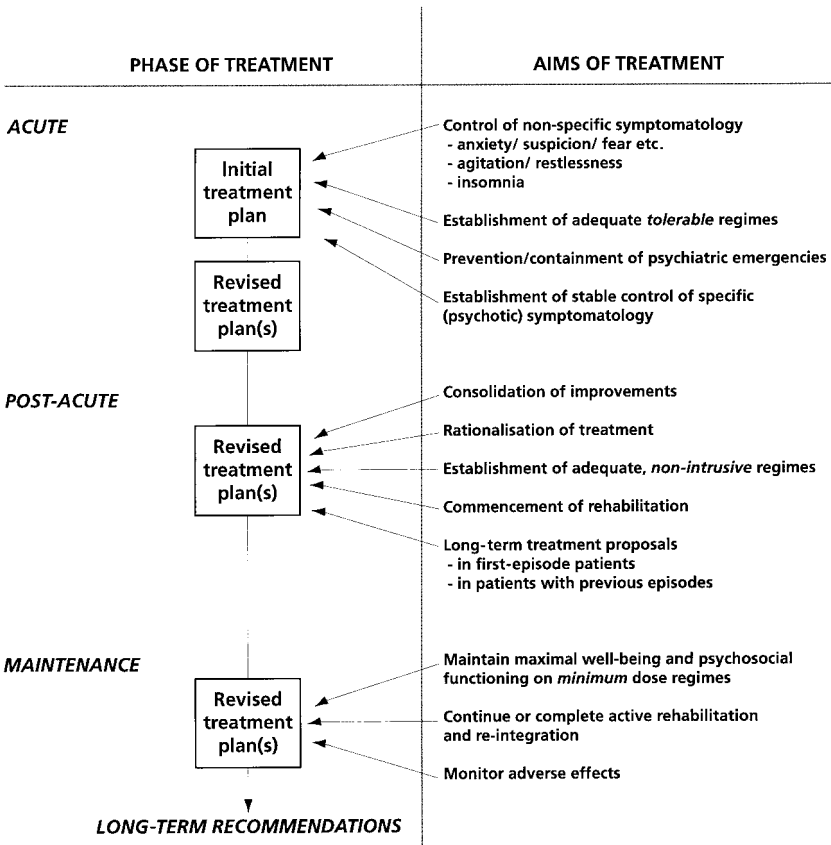 PHASE OF TREATMENT
AIMS OF TREATMENT
ACUTE
Initial
treatment
plan
Revised
treatment
plan(s)
Control of non-specific symptomatology
- anxiety/ suspicion/ fear etc.
- agitation/ restlessness
- insomnia
Establishment of adequate tolerable regimes
Prevention/containment of psychiatric emergencies
Establishment of stable control of specific
(psychotic) symptomatology
POST-ACUTE
Revised
treatment
plan(s)
Consolidation of improvements
Rationalisation of treatment
Establishment of adequate, non-intrusive regimes
Commencement of rehabilitation
Long-term treatment proposals
- in first-episode patients
- in patients with previous episodes
MAINTENANCE
Revised
treatment
plan(s)
Maintain maximal well-being and psychosocial
functioning on minimum dose regimes
Continue or complete active rehabilitation
and re-integration
Monitor adverse effects
LONG-TERM RECOMMENDATIONS